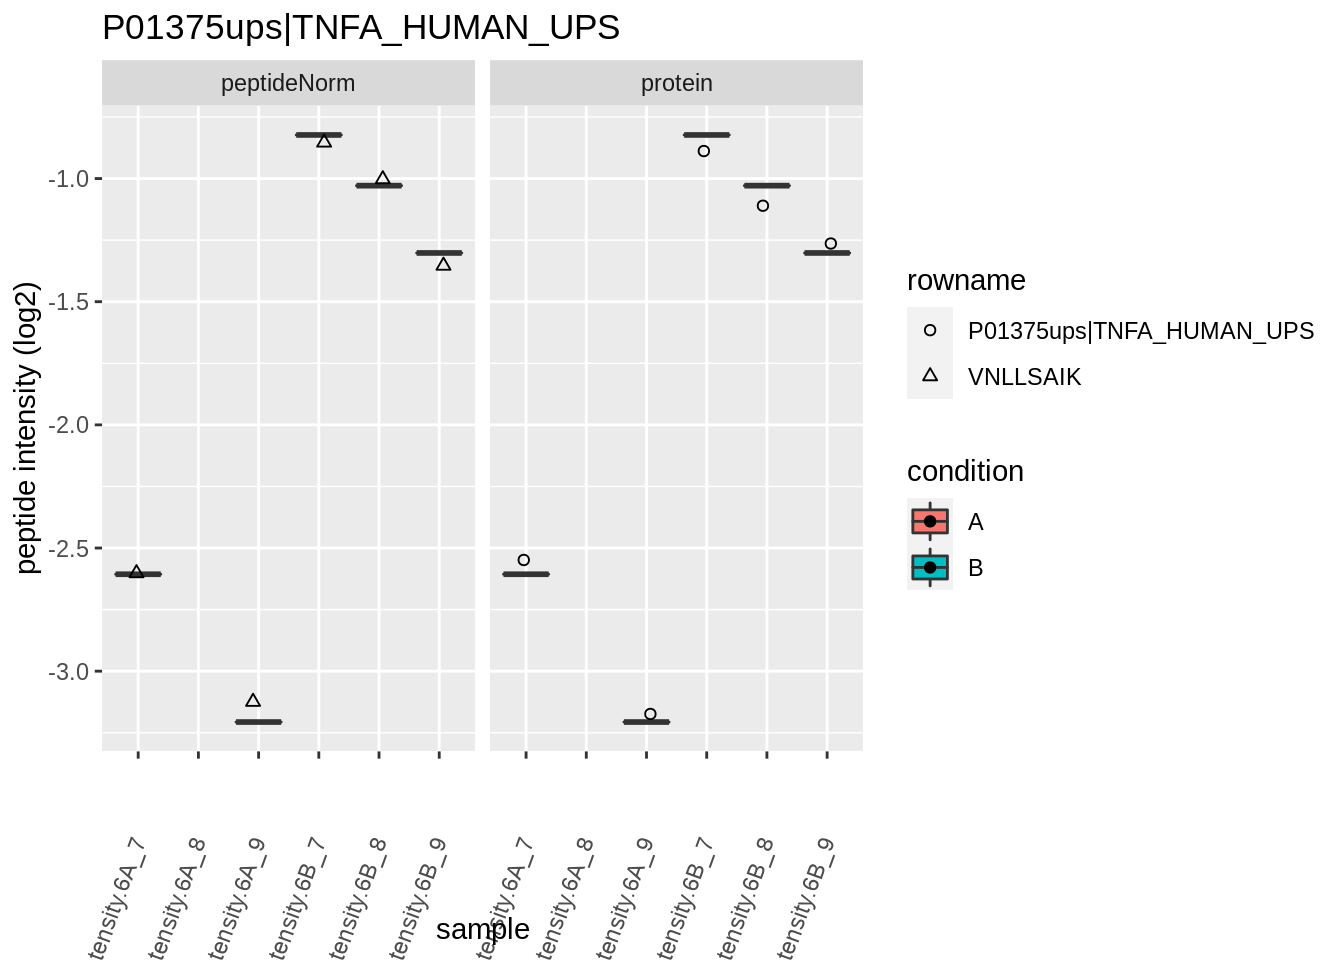 P01375ups|TNFA_HUMAN_UPS
peptideNorm
protein
peptide intensity (log2)
-1.0
-1.5
-2.0
-2.5
-3.0
tensity.6A_7
tensity.6A_8
tensity.6A_9
tensity.6B_7
tensity.6B_8
tensity.6B_9
tensity.6A_7
tensity.6A_8
tensity.6A_9
tensity.6B_7
tensity.6B_8
tensity.6B_9
sample
rowname
P01375ups|TNFA_HUMAN_UPS
VNLLSAIK
condition
A
B